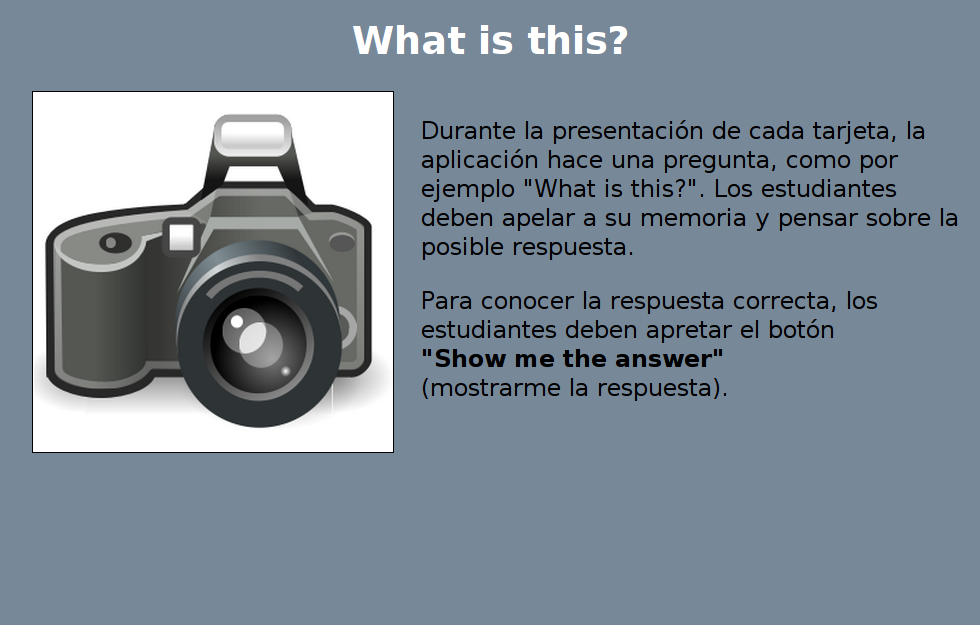 What is this?
Durante la presentación de cada tarjeta, la
aplicación hace una pregunta, como por
ejemplo "What is this?". Los estudiantes
deben apelar a su memoria y pensar sobre la
posible respuesta.
Para conocer la respuesta correcta, los
estudiantes deben apretar el botón
"Show me the answer"
(mostrarme la respuesta).